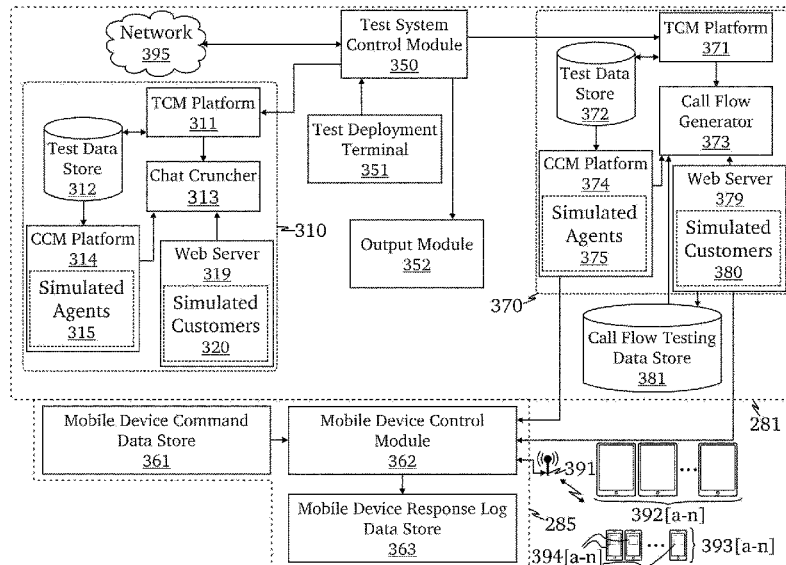 Network
395
Test System
Control Module
350
TCM Platform
371
Test Data
Store
372
Call Flow
Generator
373
TCM Platform
311
Test Data
Store
312
Chat Cruncher
313
Test Deployment
Terminal
351
CCM Platform
374
Simulated
Agents
375
Web Server
379
Simulated
Customers
380
310
CCM Platform
314
Simulated
Agents
315
Web Server
319
Simulated
Customers
320
Output Module
352
370
Call Flow Testing
Data Store
381
281
Mobile Device Command
Data Store
361
Mobile Device Control
Module
362
391
392[a-n]
Mobile Device Response Log
Data Store
363
285
394[a-n]
393[a-n]